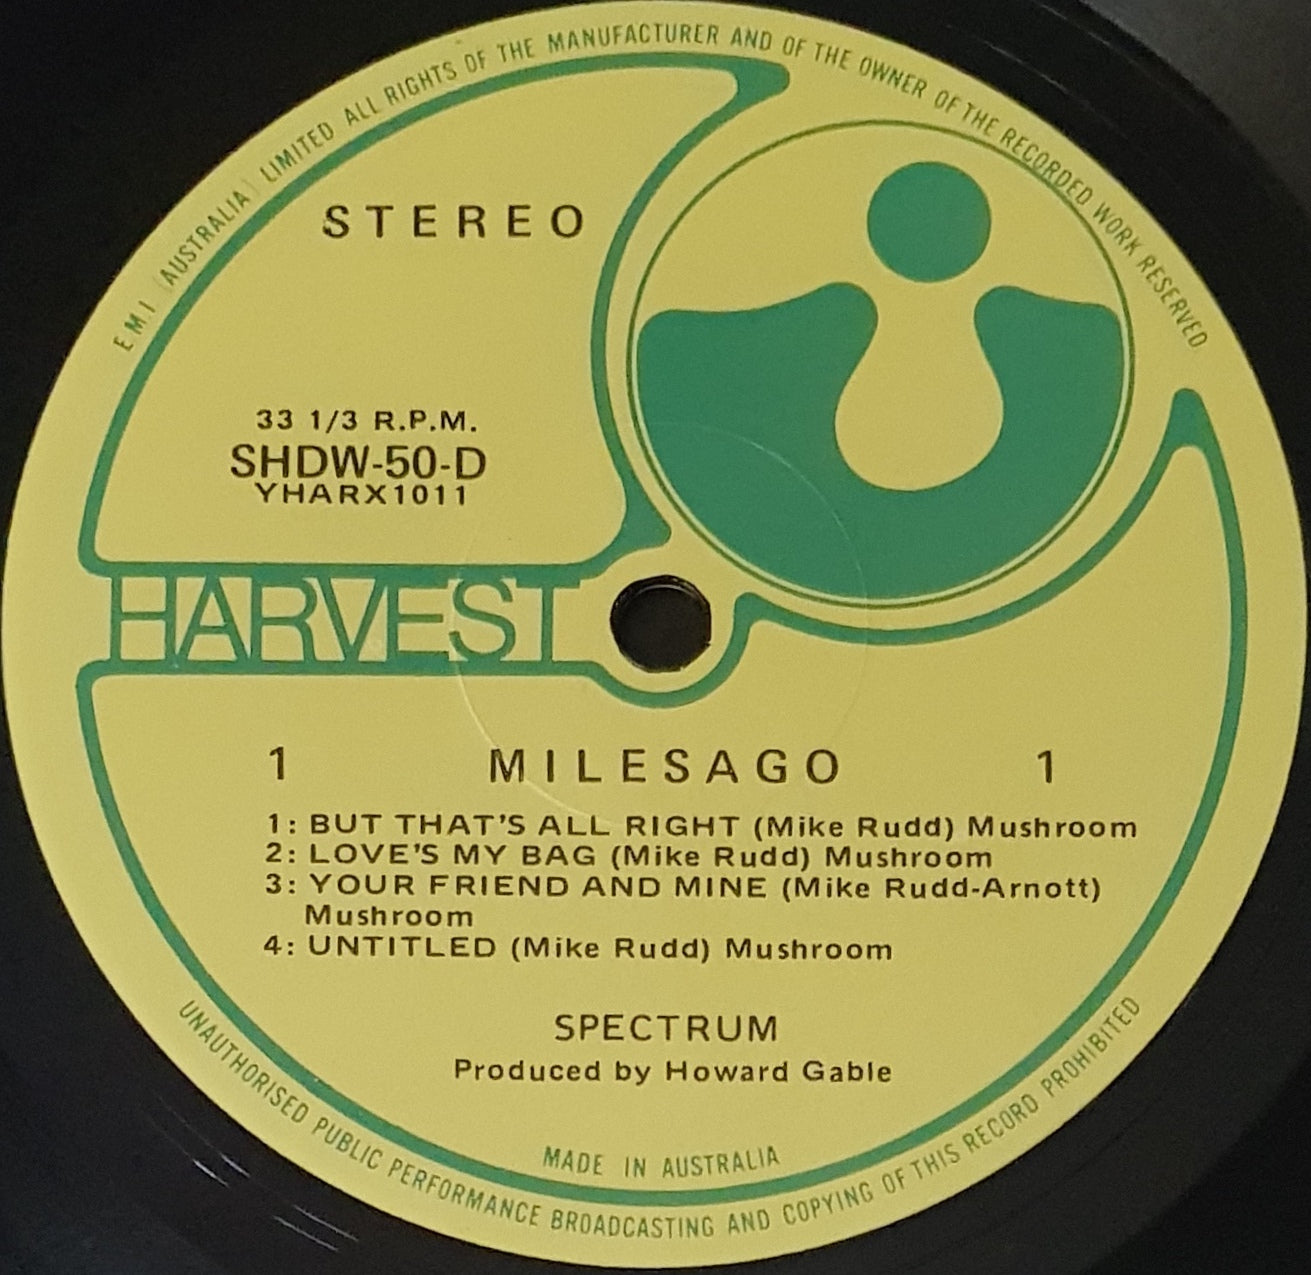 E.M.I. (AUSTRALIA) LIMITED ALL RIGHTS OF THE MANUFACTURER AND OF THE OWNER OF THE RECORDED WORK RESERVED
STEREO
33 1/3 R.P.M.
SHDW-50-D
YHARX1011
HARVEST
1 MILESAGO 1
1: BUT THAT'S ALL RIGHT (Mike Rudd) Mushroom
2: LOVE'S MY BAG (Mike Rudd) Mushroom
3: YOUR FRIEND AND MINE (Mike Rudd-Arnott)
Mushroom
4: UNTITLED (Mike Rudd) Mushroom
SPECTRUM
Produced by Howard Gable
MADE IN AUSTRALIA
UNAUTHORISED PUBLIC PERFORMANCE BROADCASTING AND COPYING OF THIS RECORD PROHIBITED